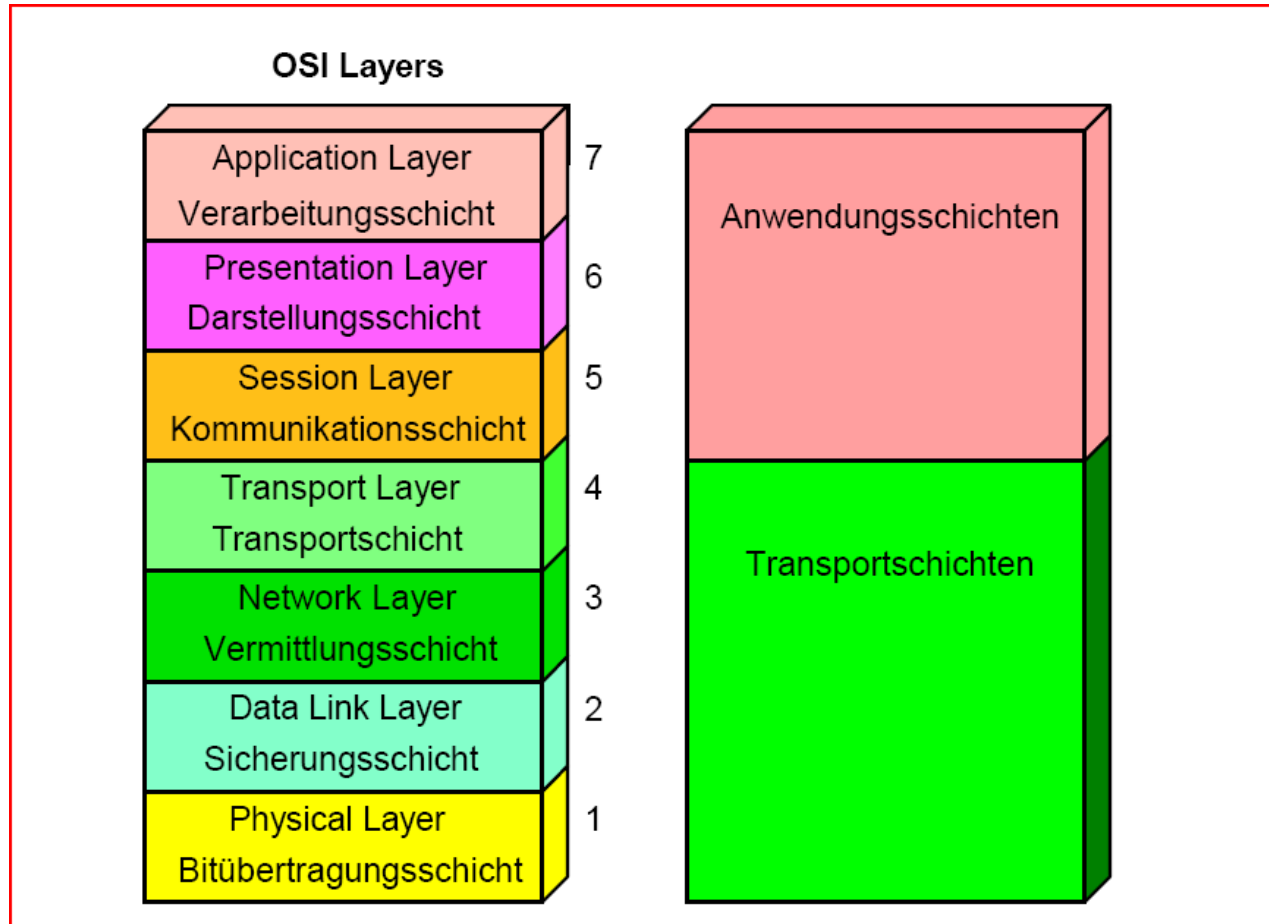 OSI Layers
Application Layer
Verarbeitungsschicht
7
Presentation Layer
Darstellungsschicht
6
Session Layer
Kommunikationsschicht
5
Transport Layer
Transportschicht
4
Network Layer
Vermittlungsschicht
3
Data Link Layer
Sicherungsschicht
2
Physical Layer
Bitübertragungsschicht
1
Anwendungsschichten
Transportschichten